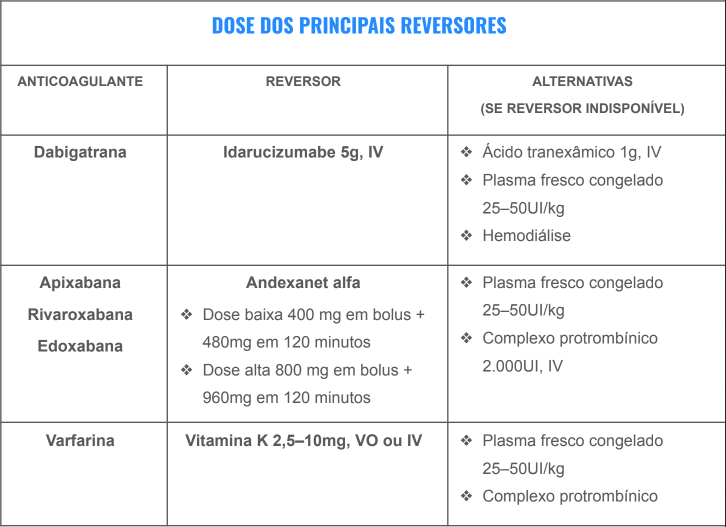 DOSE DOS PRINCIPAIS REVERSORES
ANTICOAGULANTE
REVERSOR
ALTERNATIVAS
(SE REVERSOR INDISPONÍVEL)
Dabigatrana
Idarucizumabe 5g, IV
❖ Ácido tranexâmico 1g, IV
❖ Plasma fresco congelado
25–50UI/kg
❖ Hemodiálise
Apixabana
Rivaroxabana
Edoxabana
Andexanet alfa
❖ Dose baixa 400 mg em bolus +
480mg em 120 minutos
❖ Dose alta 800 mg em bolus +
960mg em 120 minutos
❖ Plasma fresco congelado
25–50UI/kg
❖ Complexo protrombínico
2.000UI, IV
Varfarina
Vitamina K 2,5–10mg, VO ou IV
❖ Plasma fresco congelado
25–50UI/kg
❖ Complexo protrombínico